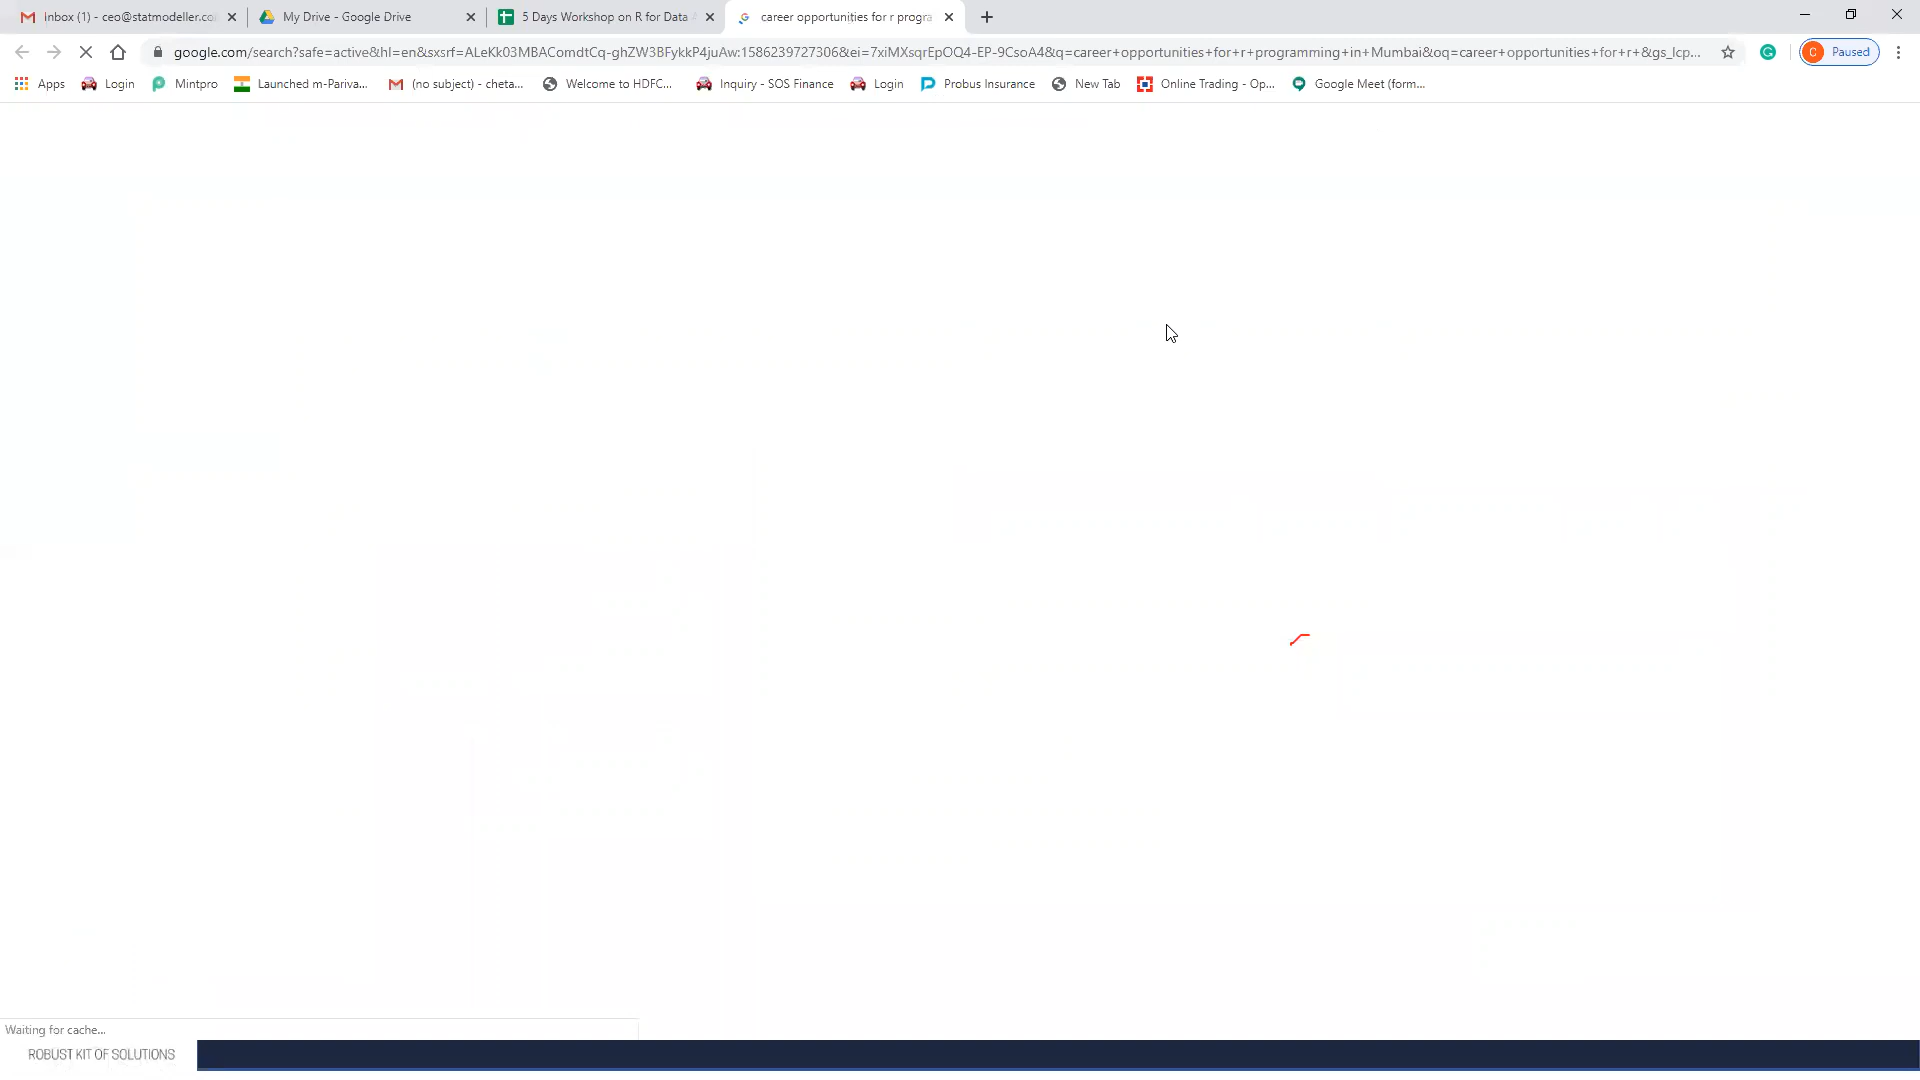 Inbox (1) - ceo@statmodeller.co
My Drive - Google Drive
5 Days Workshop on R for Data
career opportunities for r progra
google.com/search?safe=active&hl=en&sxsrf=ALeKk03MBAComdtCq-ghZW3BFykkP4juAw:1586239727306&ei=7xiMXsqrEpOQ4-EP-9CsoA4&q=career+opportunities+for+r+programming+in+Mumbai&oq=career+opportunities+for+r+&gs_lcp...
Paused
Apps
Login
Mintpro
Launched m-Pariva...
(no subject) - cheta...
Welcome to HDFC...
Inquiry - SOS Finance
Login
Probus Insurance
New Tab
Online Trading - Op...
Google Meet (form...
Waiting for cache...
ROBUST KIT OF SOLUTIONS